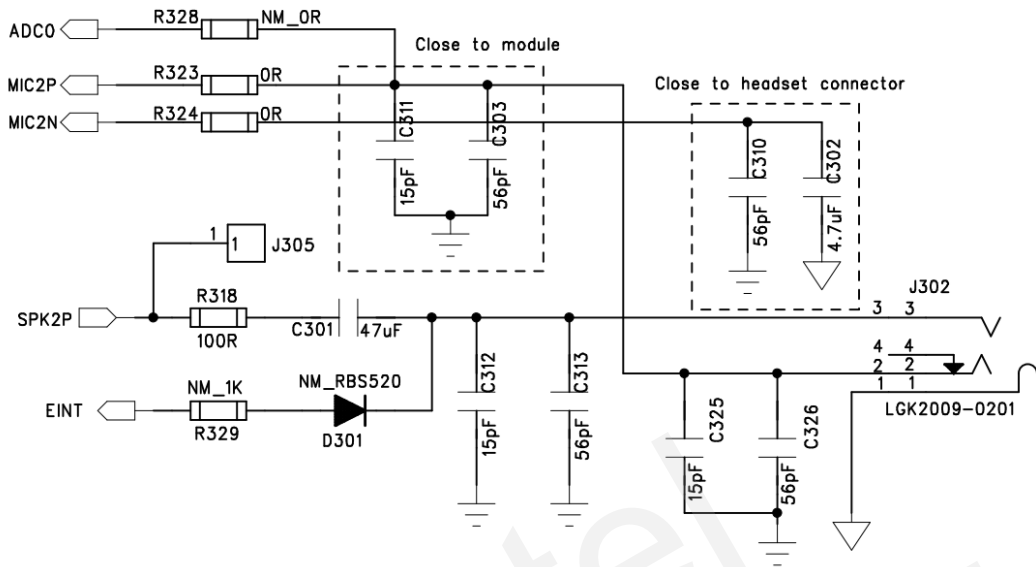 R328 NM_0R
ADC0
Close to module
R323 0R
MIC2P
Close to headset connector
R324 0R
MIC2N
C311
15pF
C303
56pF
C310
56pF
C302
4.7uF
1 1 J305
J302
R318
SPK2P
100R
C301 47uF
3 3
4 4
2 2
1 1
LGK2009-0201
C312
15pF
C313
56pF
NM_1K
NM_RBS520
EINT
R329
D301
C325
15pF
C326
56pF